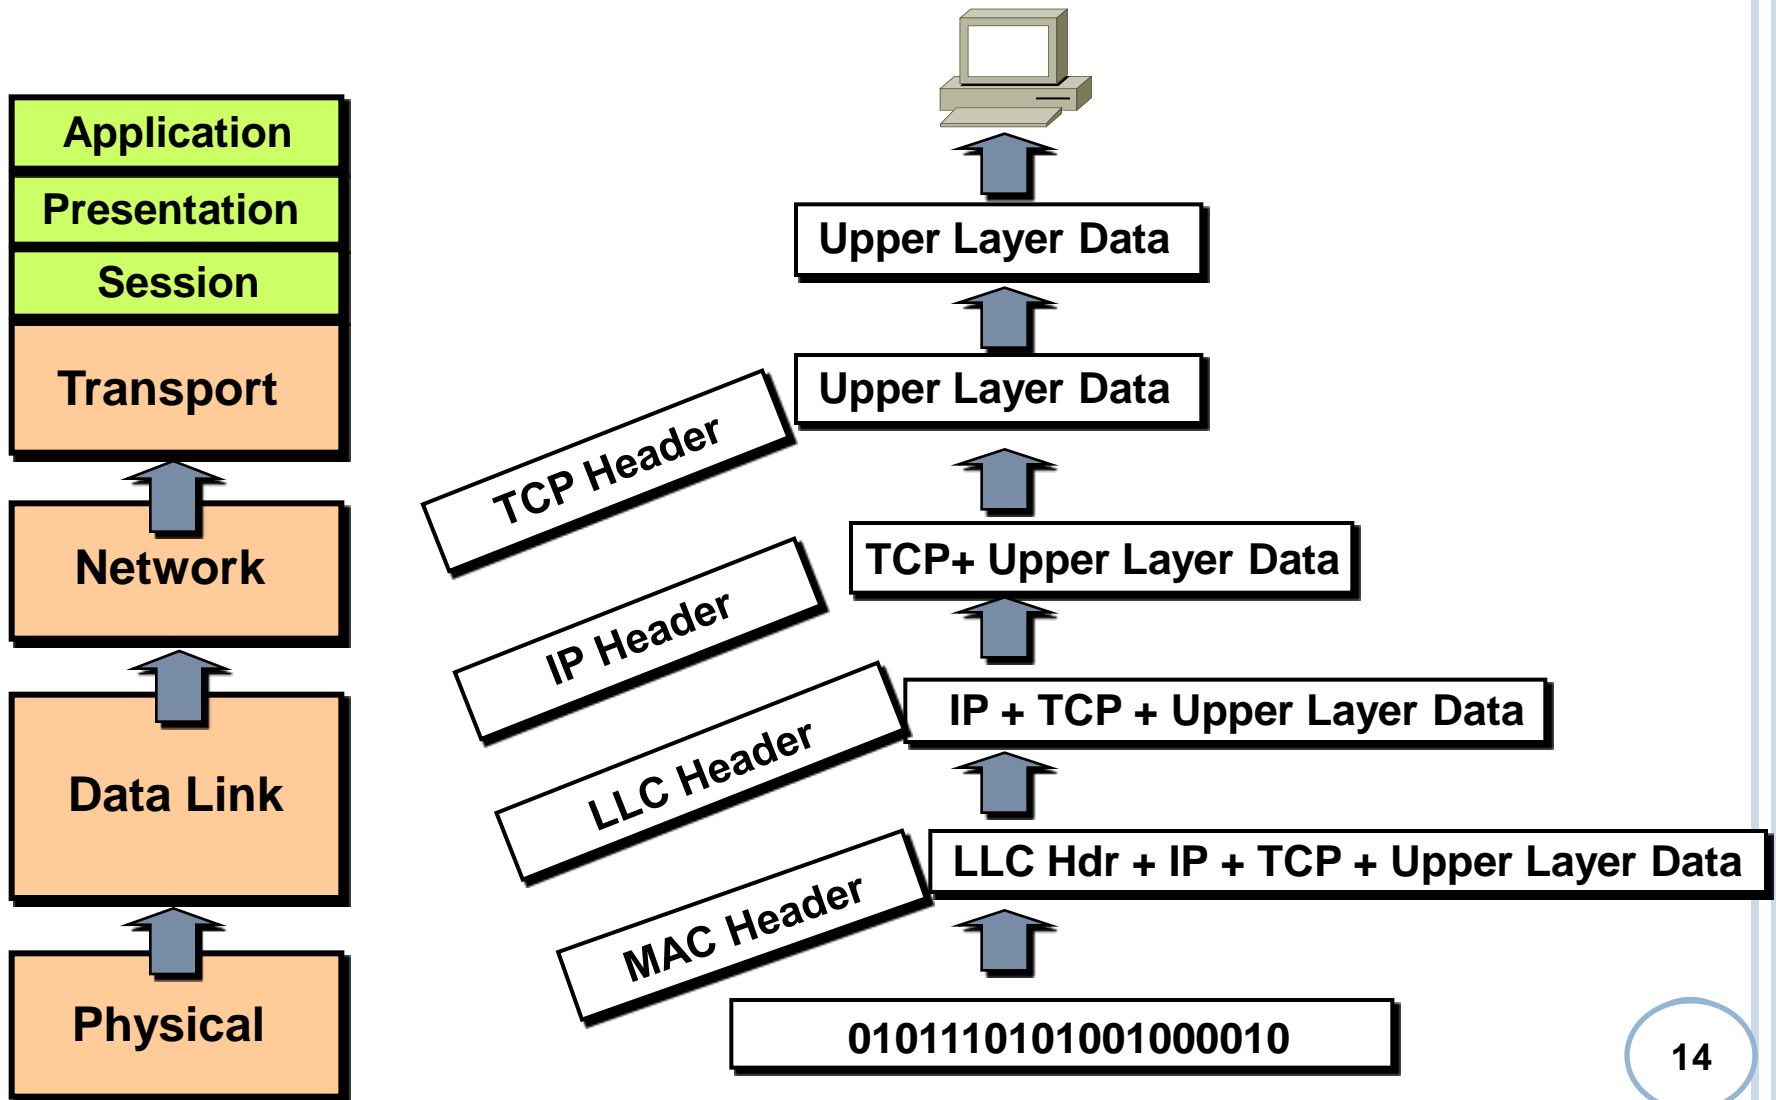 Application
Presentation
Session
Transport
Network
Data Link
Physical
Upper Layer Data
Upper Layer Data
TCP Header
TCP+ Upper Layer Data
IP Header
IP + TCP + Upper Layer Data
LLC Header
LLC Hdr + IP + TCP + Upper Layer Data
MAC Header
0101110101001000010
14